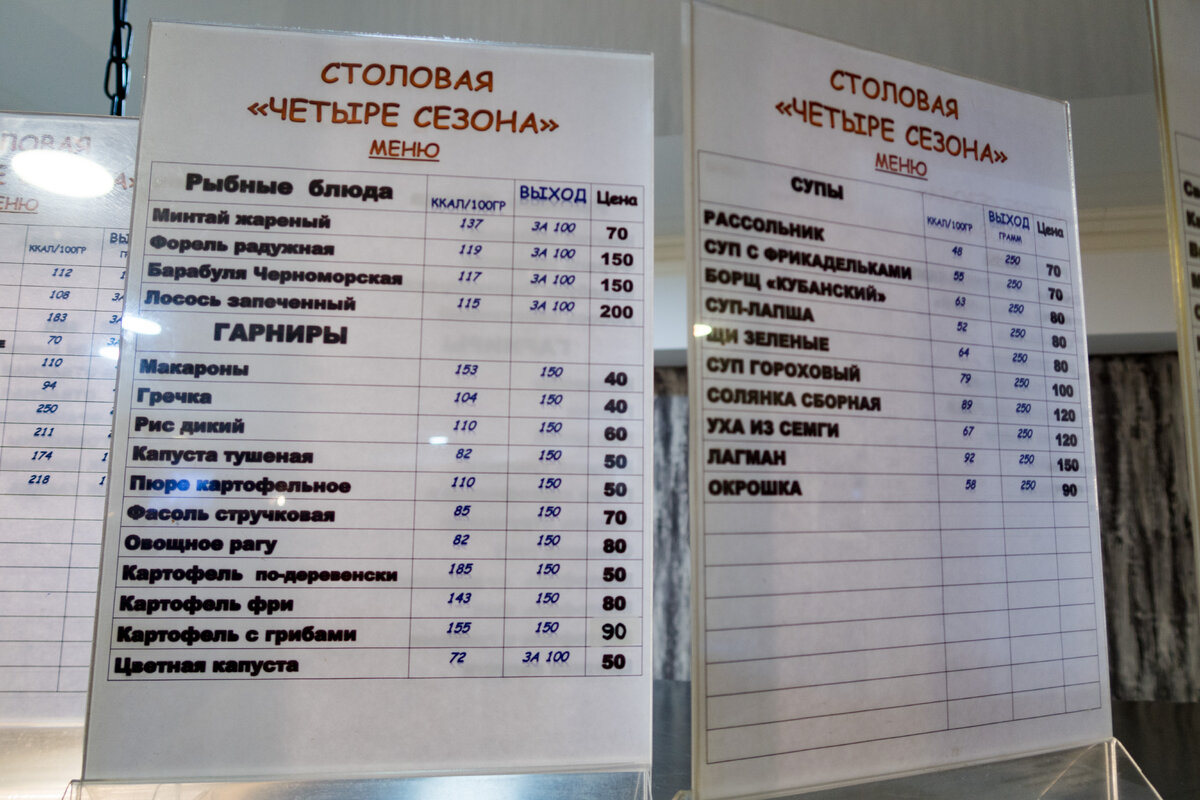 СТОЛОВАЯ
«ЧЕТЫРЕ СЕЗОНА»
МЕНЮ
Рыбные блюда ККАЛ/100ГР ВЫХОД Цена
Минтай жареный 137 ЗА 100 70
Форель радужная 119 ЗА 100 150
Барабуля Черноморская 117 ЗА 100 150
Лосось запеченный 115 ЗА 100 200
ГАРНИРЫ
Макароны 153 150 40
Гречка 104 150 40
Рис дикий 110 150 60
Капуста тушеная 82 150 50
Пюре картофельное 110 150 50
Фасоль стручковая 85 150 70
Овощное рагу 82 150 80
Картофель по-деревенски 185 150 50
Картофель фри 143 150 80
Картофель с грибами 155 150 90
Цветная капуста 72 ЗА 100 50
СТОЛОВАЯ
«ЧЕТЫРЕ СЕЗОНА»
МЕНЮ
СУПЫ ККАЛ/100ГР ВЫХОД ГРАММ Цена
РАССОЛЬНИК 48 250 70
СУП С ФРИКАДЕЛЬКАМИ 55 250 70
БОРЩ «КУБАНСКИЙ» 63 250 80
СУП-ЛАПША 52 250 80
ЩИ ЗЕЛЕНЫЕ 64 250 80
СУП ГОРОХОВЫЙ 79 250 100
СОЛЯНКА СБОРНАЯ 89 250 120
УХА ИЗ СЕМГИ 67 250 120
ЛАГМАН 92 250 150
ОКРОШКА 58 250 90
ККАЛ/100ГР
112
108
183
70
110
94
250
211
174
218